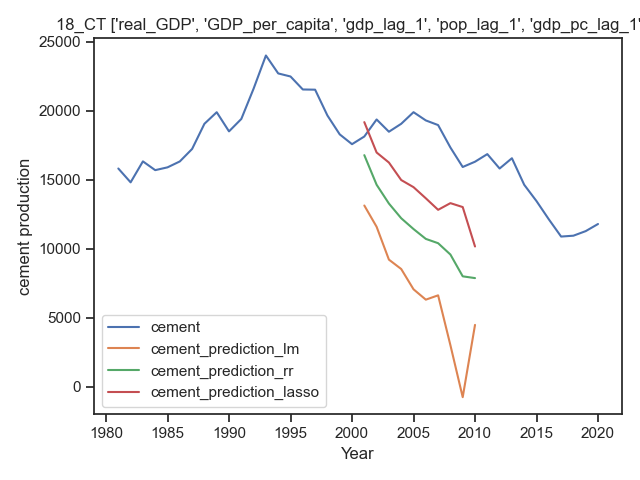 18_CT ['real_GDP', 'GDP_per_capita', 'gdp_lag_1', 'pop_lag_1', 'gdp_pc_lag_1'
25000
20000
15000
10000
5000
0
cement production
cement
cement_prediction_lm
cement_prediction_rr
cement_prediction_lasso
1980 1985 1990 1995 2000 2005 2010 2015 2020
Year